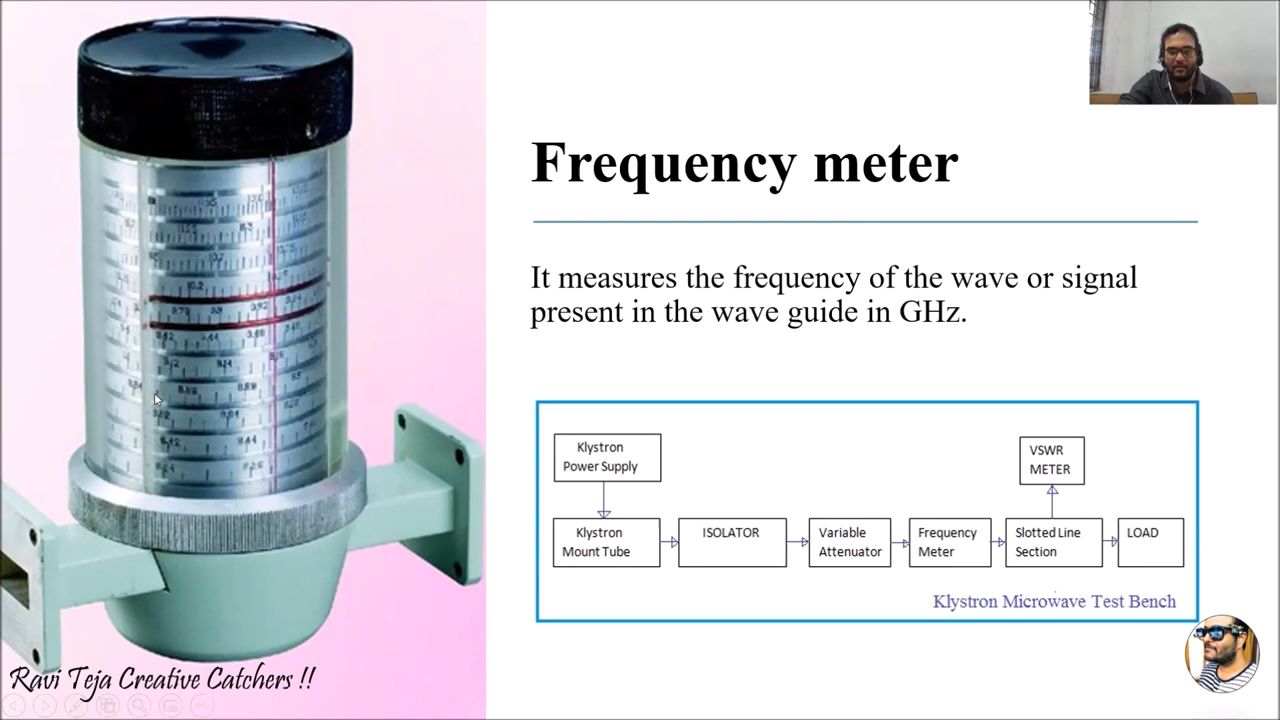 Frequency meter
It measures the frequency of the wave or signal
present in the wave guide in GHz.
Klystron
Power Supply
VSWR
METER
Klystron
Mount Tube
ISOLATOR
Variable
Attenuator
Frequency
Meter
Slotted Line
Section
LOAD
Klystron Microwave Test Bench
Ravi Teja Creative Catchers !!